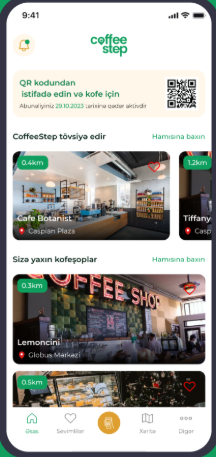 9:41
coffee
step
QR kodundan
istifadə edin və kofe için
Abunəliyiniz 29.10.2023 tarixinə qədər aktivdir
CoffeeStep tövsiyə edir
Hamısına baxın
0.4km
1.2km
Cafe Botanist
Caspian Plaza
Tiffany
Casp
Sizə yaxın kofeşoplar
Hamısına baxın
0.3km
COFFEE SHOP
Lemoncini
Globus Mərkəzi
0.5km
Əsas
Sevimlilər
Xəritə
Digər